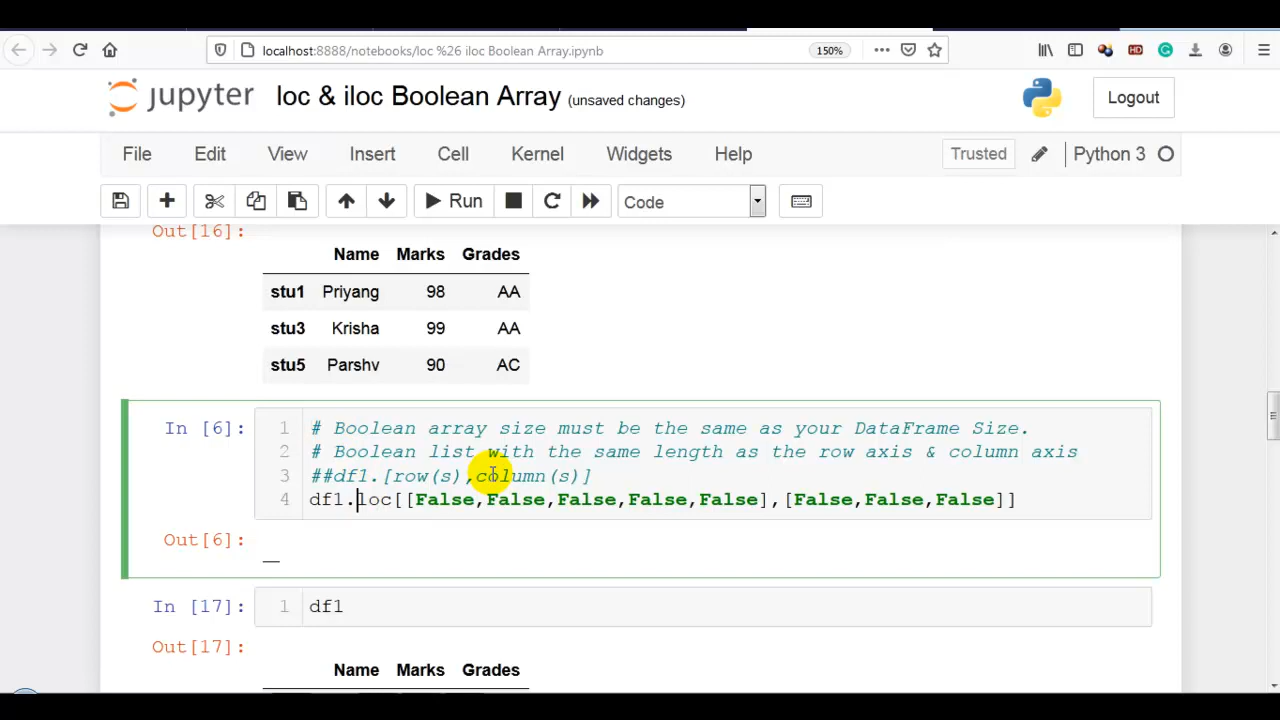 localhost:8888/notebooks/loc %26 iloc Boolean Array.ipynb 150% HD
jupyter loc & iloc Boolean Array (unsaved changes) Logout
File Edit View Insert Cell Kernel Widgets Help Trusted Python 3
Run Code
Out[16]:
Name Marks Grades
stu1 Priyang 98 AA
stu3 Krisha 99 AA
stu5 Parshv 90 AC
In [6]: 1 # Boolean array size must be the same as your DataFrame Size.
2 # Boolean list with the same length as the row axis & column axis
3 ##df1.[row(s),column(s)]
4 df1.loc[[False,False,False,False,False],[False,False,False]]
Out[6]:
In [17]: 1 df1
Out[17]:
Name Marks Grades